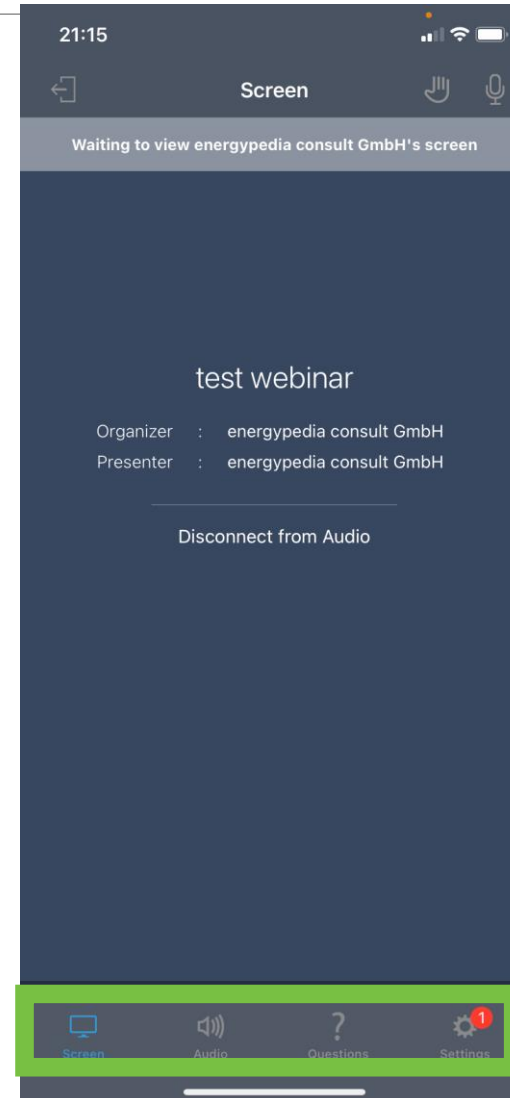 21:15
Screen
Waiting to view energypedia consult GmbH's screen
test webinar
Organizer : energypedia consult GmbH
Presenter : energypedia consult GmbH
Disconnect from Audio
1
Screen Audio Questions Settings